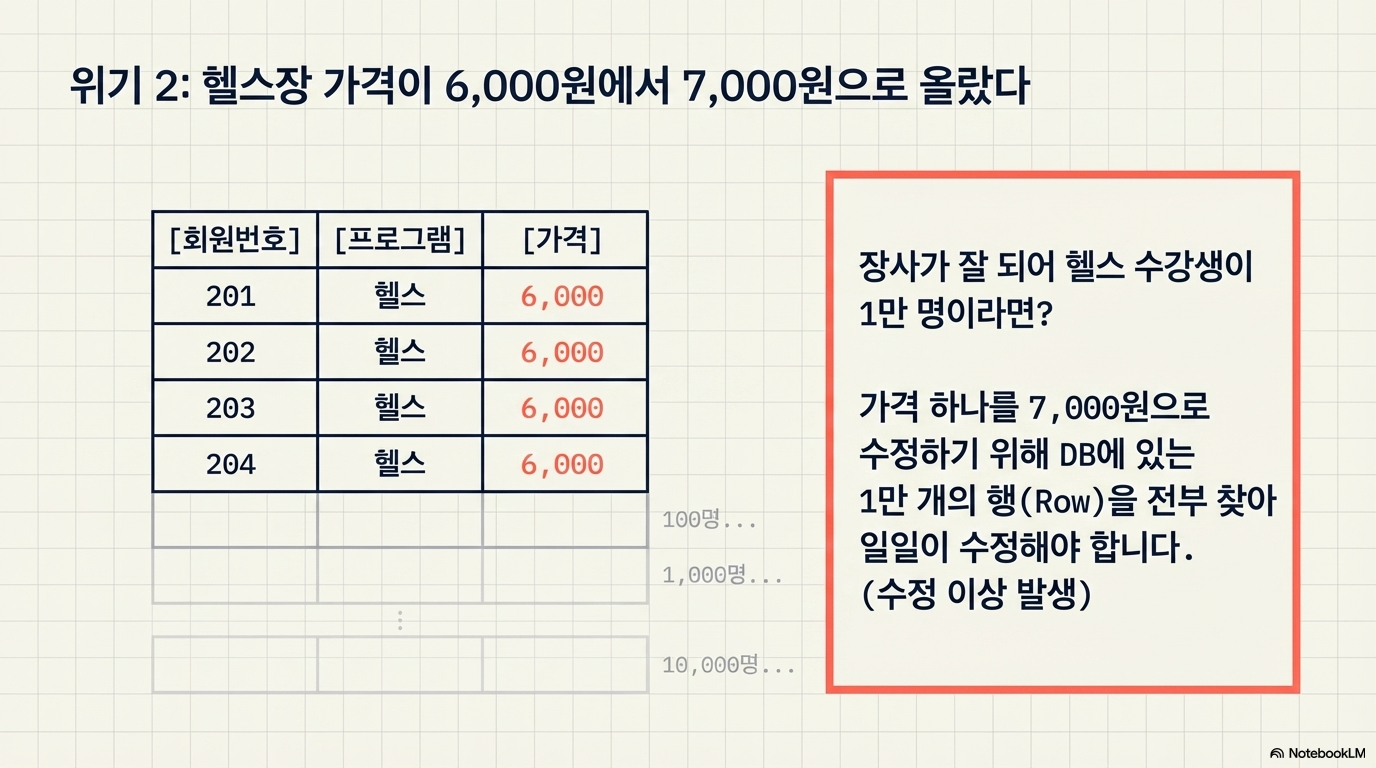 위기 2: 헬스장 가격이 6,000원에서 7,000원으로 올랐다
[회원번호] [프로그램] [가격]
201 헬스 6,000
202 헬스 6,000
203 헬스 6,000
204 헬스 6,000
100명...
1,000명...
⋮
10,000명...
장사가 잘 되어 헬스 수강생이
1만 명이라면?
가격 하나를 7,000원으로
수정하기 위해 DB에 있는
1만 개의 행(Row)을 전부 찾아
일일이 수정해야 합니다.
(수정 이상 발생)
NotebookLM